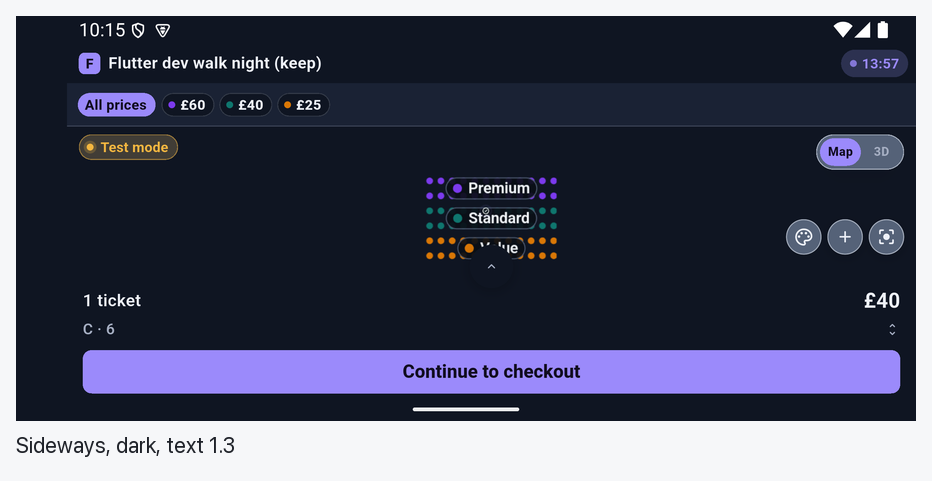 10:15
F Flutter dev walk night (keep)
13:57
All prices £60 £40 £25
Test mode
Map 3D
Premium
Standard
1 ticket
£40
C · 6
Continue to checkout
Sideways, dark, text 1.3